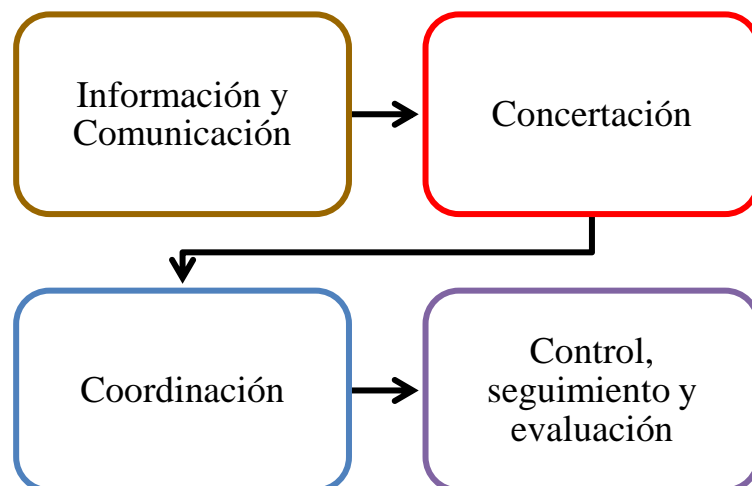 Información y
Comunicación
Concertación
Coordinación
Control,
seguimiento y
evaluación